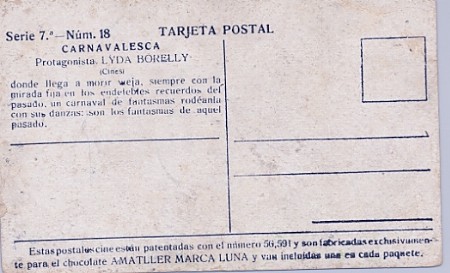 Serie 7.ª-Núm. 18
TARJETA POSTAL
CARNAVALESCA
Protagonista, LYDA BORELLY
(Cines)
donde llega a morir vieja, siempre con la
mirada fija en los endelebles recuerdos del
pasado, un carnaval de fantasmas rodéanla
con sus danzas: son los fantasmas de aquel
pasado.
Estas postales cine están patentadas con el número 56,591 y son fabricadas exclusivamen-
te para el chocolate AMATLLER MARCA LUNA y van incluídas una en cada paquete.